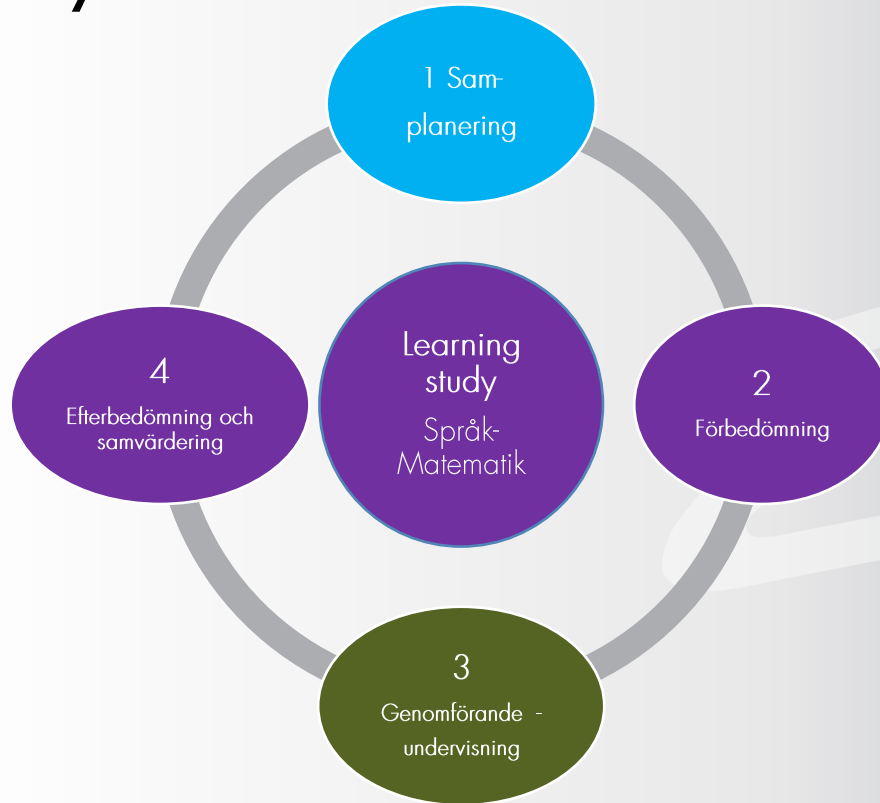 1 Sam-
planering
Learning
study
Språk-
Matematik
2
Förbedömning
3
Genomförande -
undervisning
4
Efterbedömning och
samvärdering